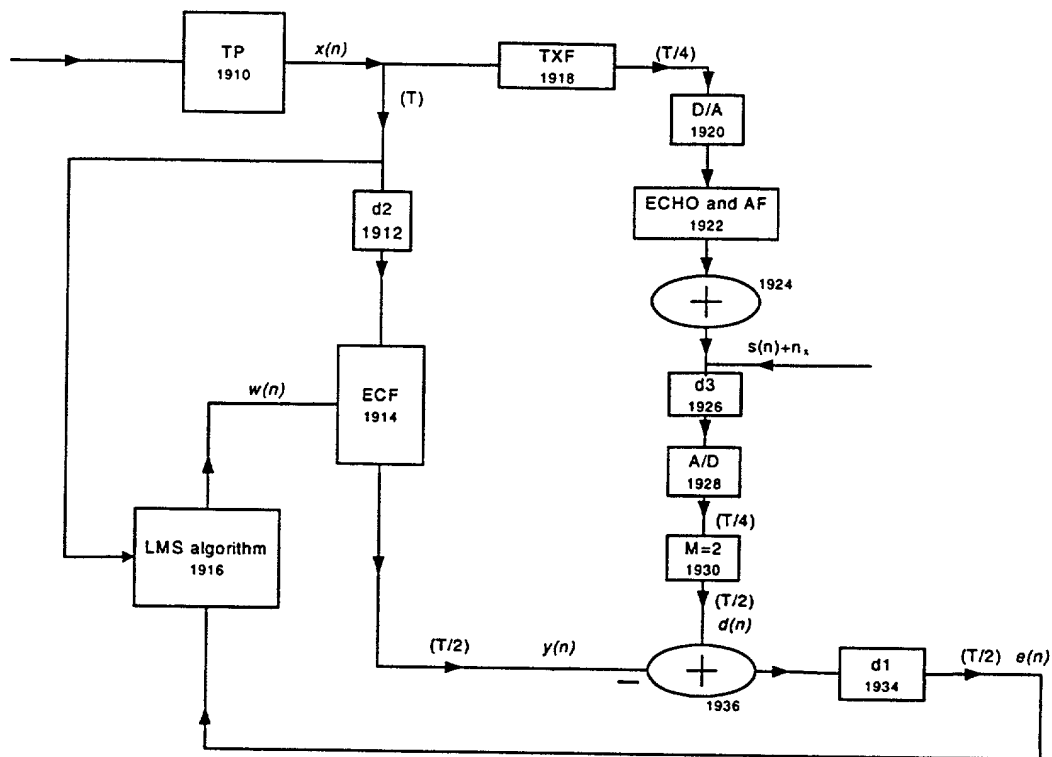 TP
1910
x(n)
TXF
1918
(T/4)
(T)
D/A
1920
d2
1912
ECHO and AF
1922
1924
+
s(n)+nₓ
w(n)
ECF
1914
d3
1926
A/D
1928
(T/4)
LMS algorithm
1916
M=2
1930
(T/2)
d(n)
(T/2)
y(n)
−
+
1936
d1
1934
(T/2)
e(n)